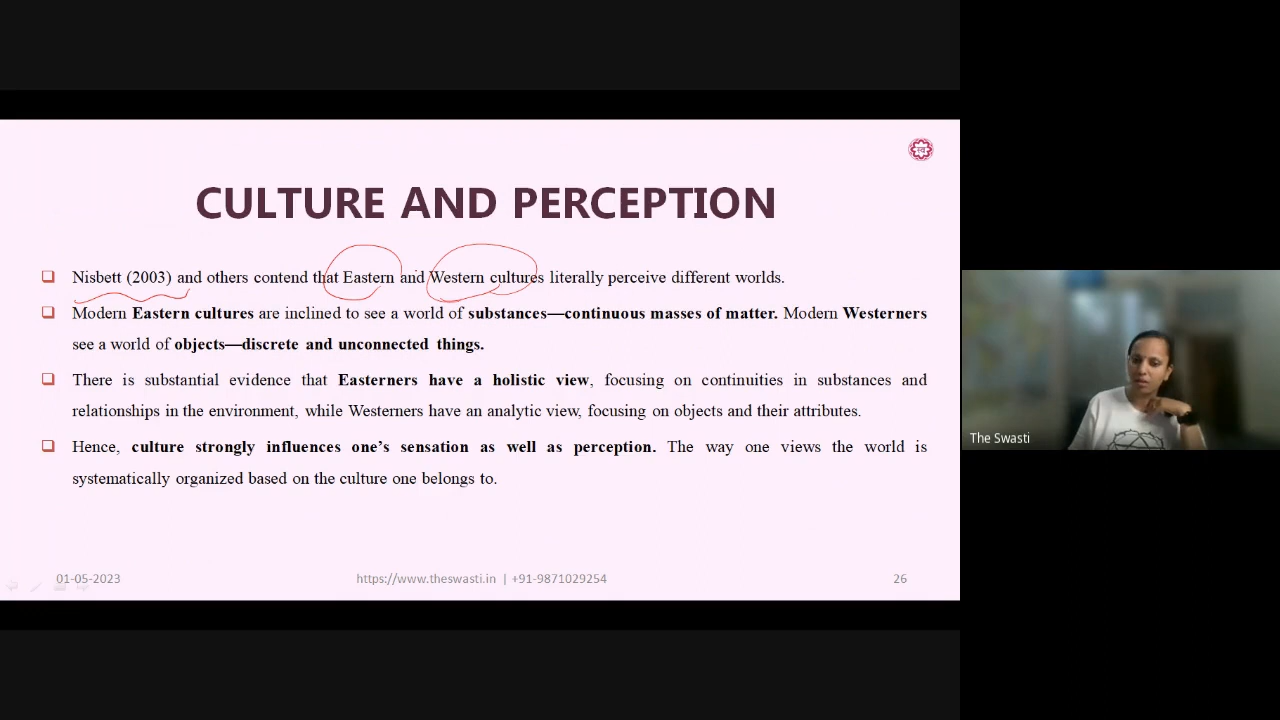 CULTURE AND PERCEPTION
Nisbett (2003) and others contend that Eastern and Western cultures literally perceive different worlds.
Modern Eastern cultures are inclined to see a world of substances—continuous masses of matter. Modern Westerners
see a world of objects—discrete and unconnected things.
There is substantial evidence that Easterners have a holistic view, focusing on continuities in substances and
relationships in the environment, while Westerners have an analytic view, focusing on objects and their attributes.
Hence, culture strongly influences one’s sensation as well as perception. The way one views the world is
systematically organized based on the culture one belongs to.
01-05-2023 https://www.theswasti.in | +91-9871029254 26
The Swasti